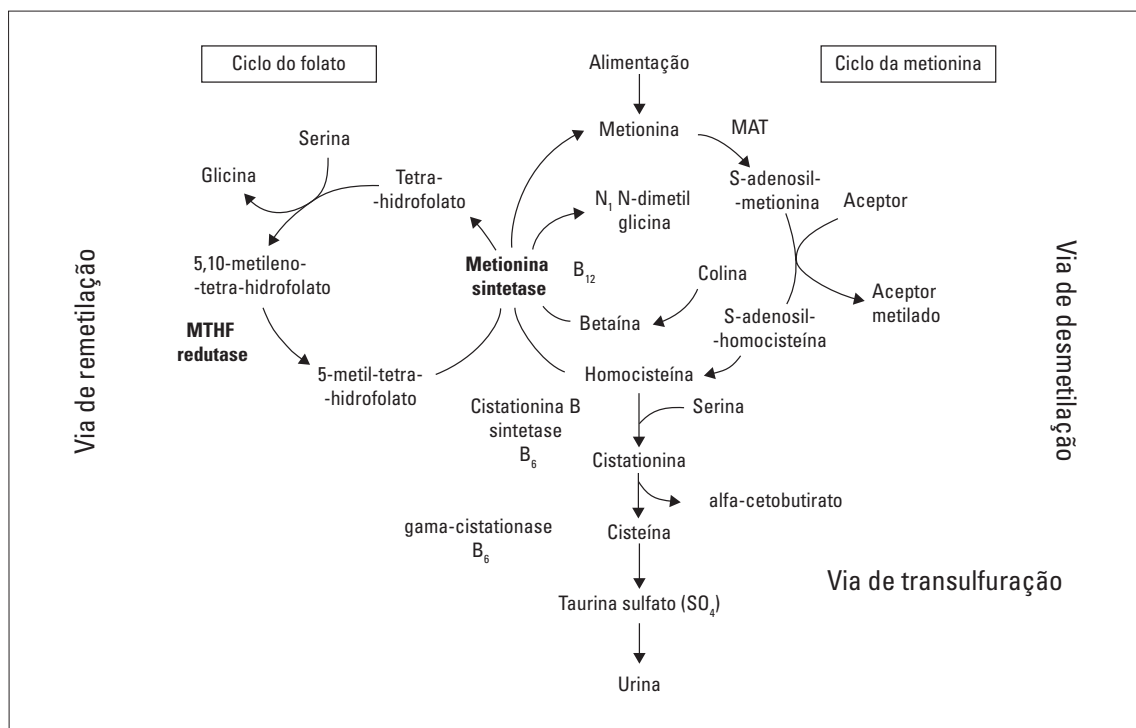 Ciclo do folato
Alimentação
Ciclo da metionina
Metionina
MAT
Serina
Glicina
Tetra-
-hidrofolato
N₁ N-dimetil
glicina
S-adenosil-
-metionina
Aceptor
Via de remetilação
5,10-metileno-
-tetra-hidrofolato
Metionina
sintetase
B₁₂
Colina
Aceptor
metilado
Via de desmetilação
MTHF
redutase
Betaína
S-adenosil-
-homocisteína
5-metil-tetra-
-hidrofolato
Homocisteína
Cistationina B
sintetase
B₆
Serina
Cistationina
alfa-cetobutirato
gama-cistationase
B₆
Cisteína
Via de transulfuração
Taurina sulfato (SO₄)
Urina